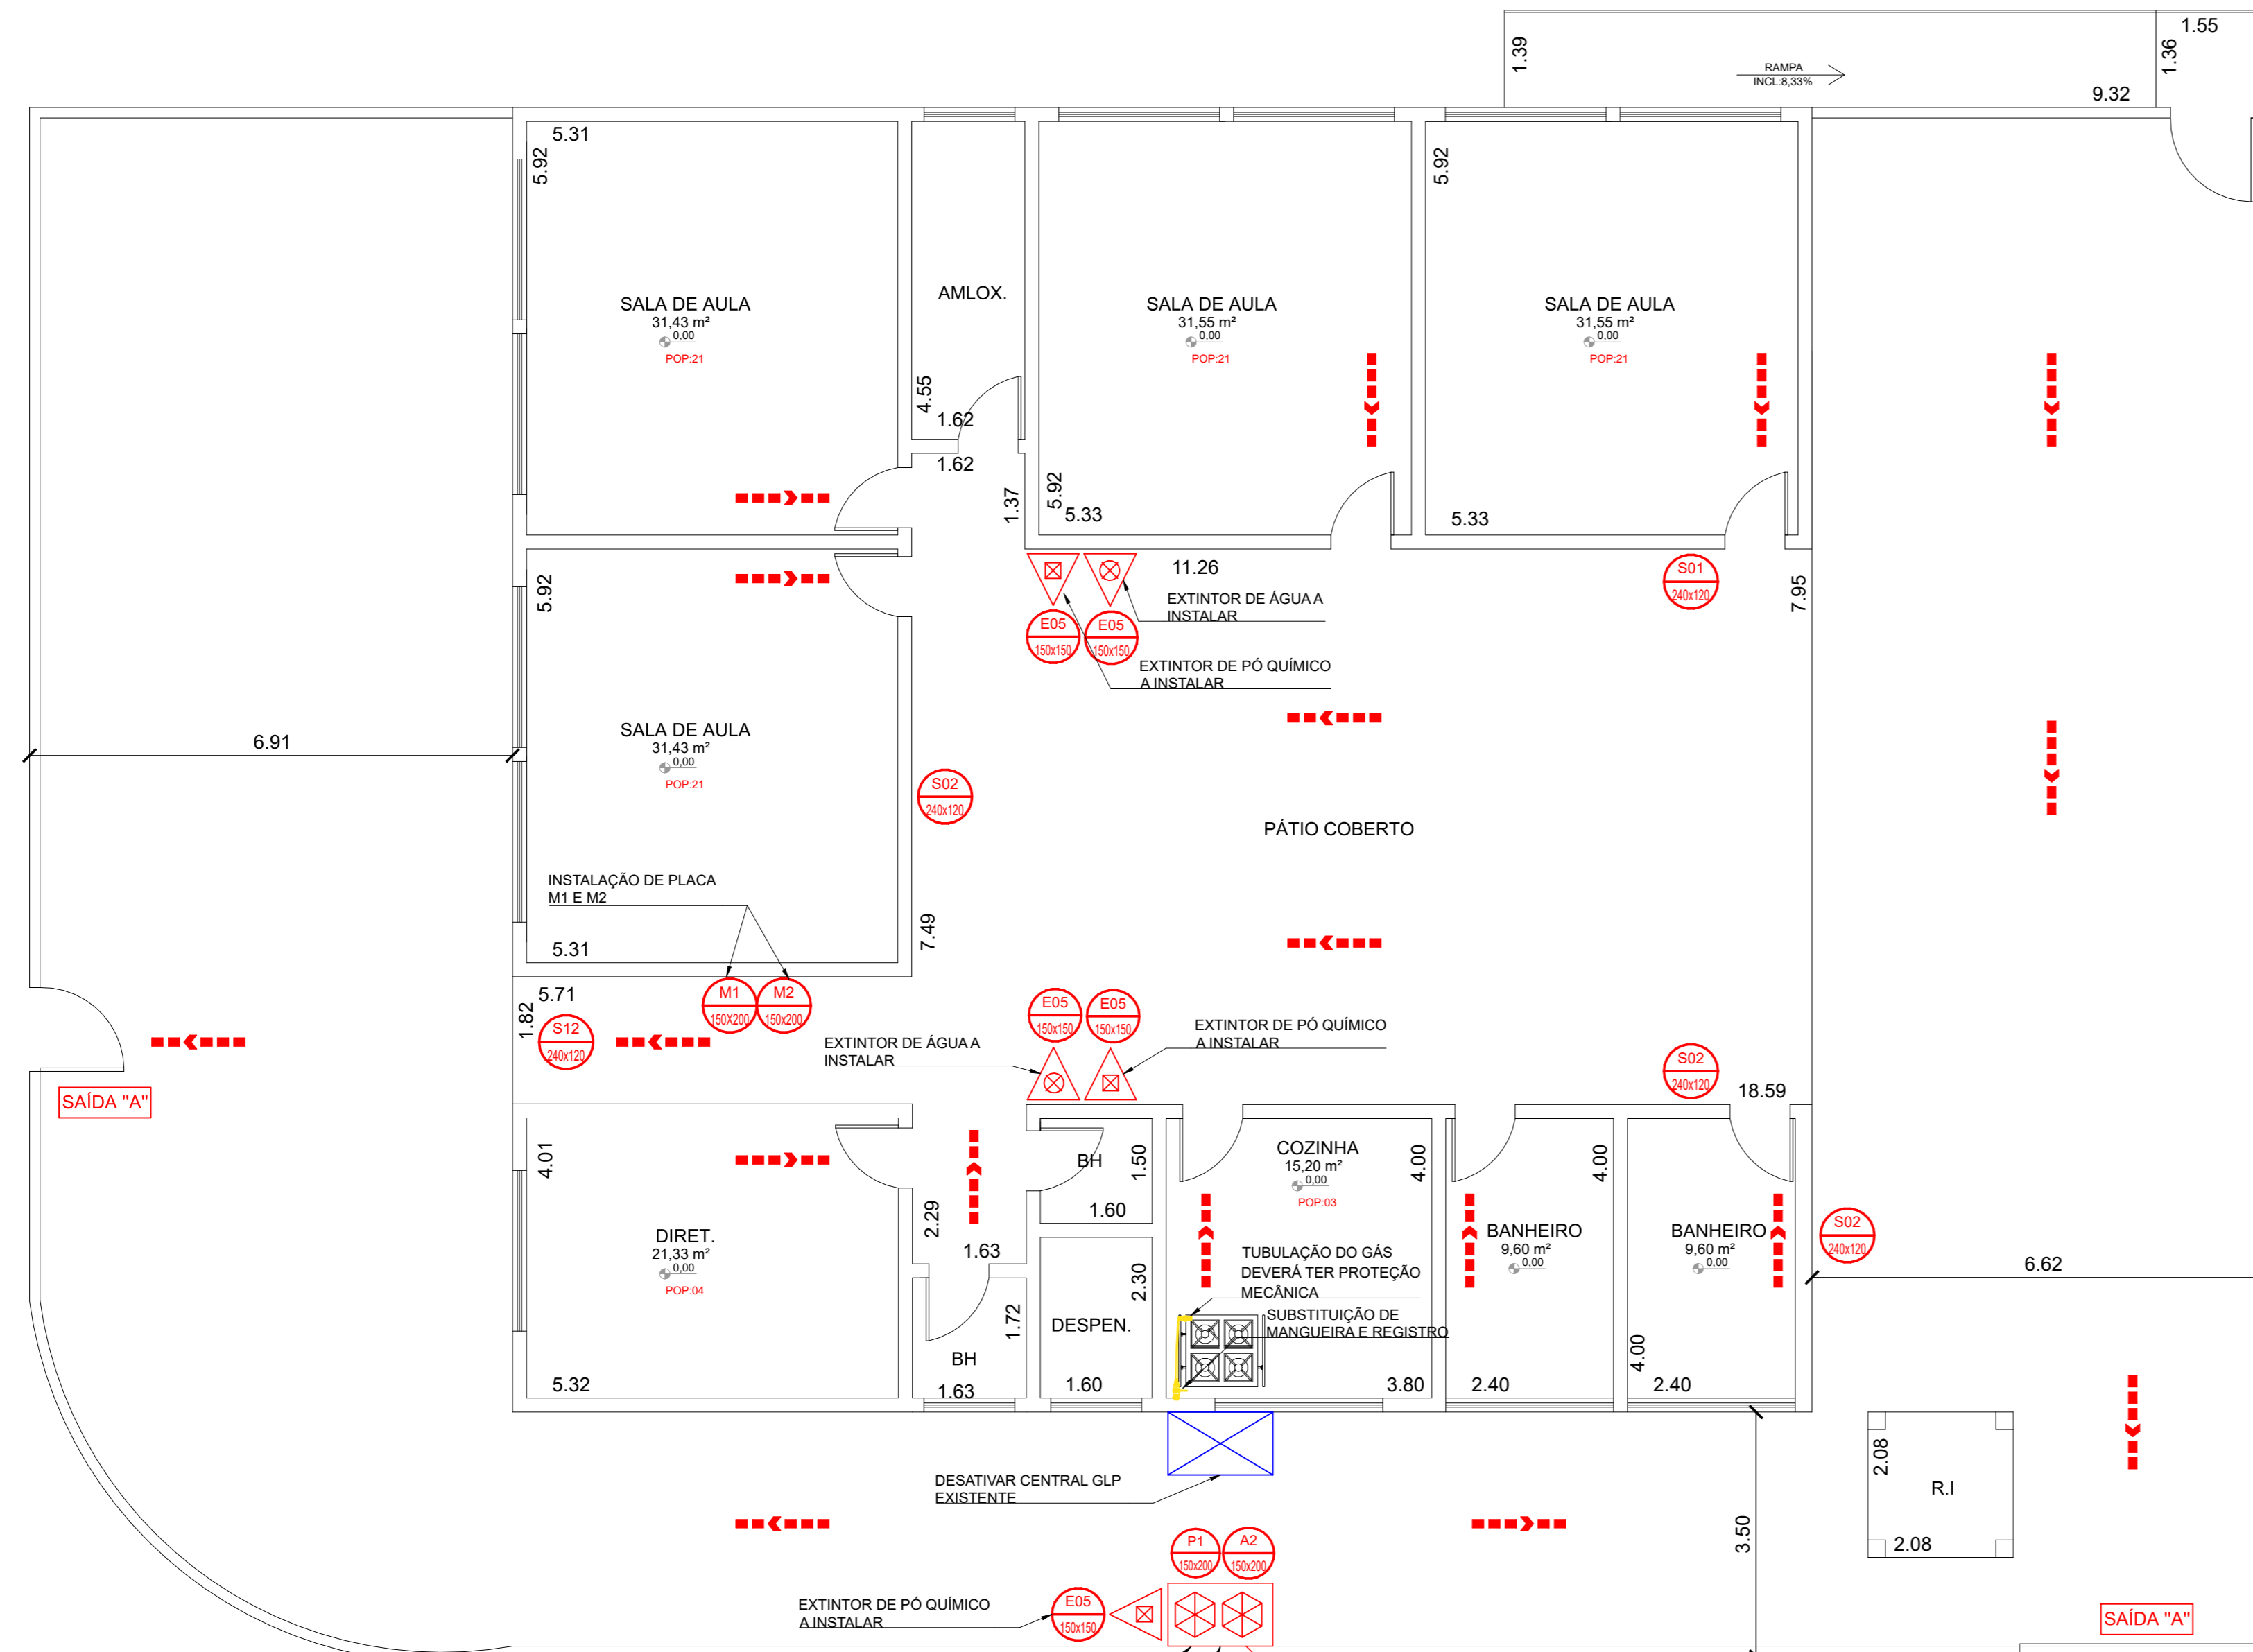 1.55
1.39
1.36
RAMPA
INCL:8,33%
9.32
5.31
5.92
5.92
SALA DE AULA
31,43 m²
0,00
POP:21
AMLOX.
SALA DE AULA
31,55 m²
0,00
POP:21
SALA DE AULA
31,55 m²
0,00
POP:21
4.55
1.62
1.62
1.37
5.92
5.33
5.33
11.26
EXTINTOR DE ÁGUA A
INSTALAR
E05
150x150
E05
150x150
EXTINTOR DE PÓ QUÍMICO
A INSTALAR
S01
240x120
7.95
5.92
SALA DE AULA
31,43 m²
0,00
POP:21
6.91
S02
240x120
PÁTIO COBERTO
INSTALAÇÃO DE PLACA
M1 E M2
7.49
5.31
5.71
1.82
M1
150X200
M2
150x200
S12
240x120
E05
150x150
E05
150x150
EXTINTOR DE ÁGUA A
INSTALAR
EXTINTOR DE PÓ QUÍMICO
A INSTALAR
S02
240x120
18.59
SAÍDA "A"
4.01
BH
1.50
1.60
COZINHA
15,20 m²
0,00
POP:03
4.00
4.00
DIRET.
21,33 m²
0,00
POP:04
2.29
1.63
BANHEIRO
9,60 m²
0,00
BANHEIRO
9,60 m²
0,00
S02
240x120
6.62
TUBULAÇÃO DO GÁS
DEVERÁ TER PROTEÇÃO
MECÂNICA
SUBSTITUIÇÃO DE
MANGUEIRA E REGISTRO
2.30
1.72
DESPEN.
BH
4.00
5.32
1.63
1.60
3.80
2.40
2.40
DESATIVAR CENTRAL GLP
EXISTENTE
2.08
R.I
2.08
3.50
P1
150x200
A2
150x200
EXTINTOR DE PÓ QUÍMICO
A INSTALAR
E05
150x150
SAÍDA "A"